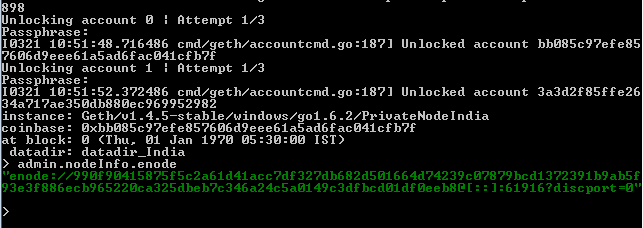 898
Unlocking account 0 | Attempt 1/3
Passphrase:
I0321 10:51:48.716486 cmd/geth/accountcmd.go:187] Unlocked account bb085c97efe85
7606d9eee61a5ad6fac041cfb7f
Unlocking account 1 | Attempt 1/3
Passphrase:
I0321 10:51:52.372486 cmd/geth/accountcmd.go:187] Unlocked account 3a3d2f85ffe26
34a717ae350db880ec969952982
instance: Geth/v1.4.5-stable/windows/go1.6.2/PrivateNodeIndia
coinbase: 0xbb085c97efe857606d9eee61a5ad6fac041cfb7f
at block: 0 (Thu, 01 Jan 1970 05:30:00 IST)
 datadir: datadir_India
> admin.nodeInfo.enode
"enode://990f90415875f5c2a61d41acc7df327db682d501664d74239c07879bcd1372391b9ab5f
93e3f886ecb965220ca325dbeb7c346a24c5a0149c3dfbcd01df0eeb8@[::]:61916?discport=0"
>